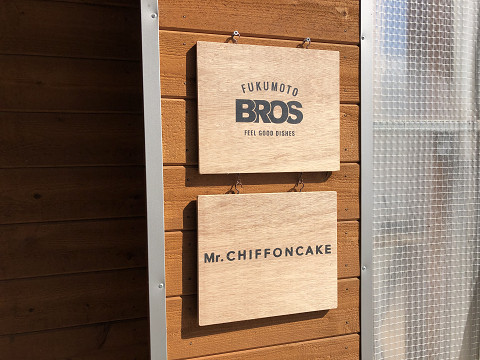 FUKUMOTO
BROS
FEEL GOOD DISHES
Mr. CHIFFONCAKE